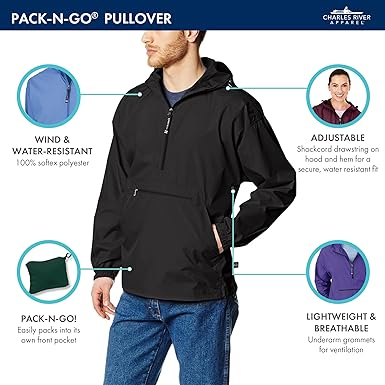 PACK-N-GO® PULLOVER
CHARLES RIVER
APPAREL
WIND &
WATER-RESISTANT
100% softex polyester
ADJUSTABLE
Shockcord drawstring on
hood and hem for a
secure, water resistant fit
PACK-N-GO!
Easily packs into its
own front pocket
LIGHTWEIGHT &
BREATHABLE
Underarm grommets
for ventilation